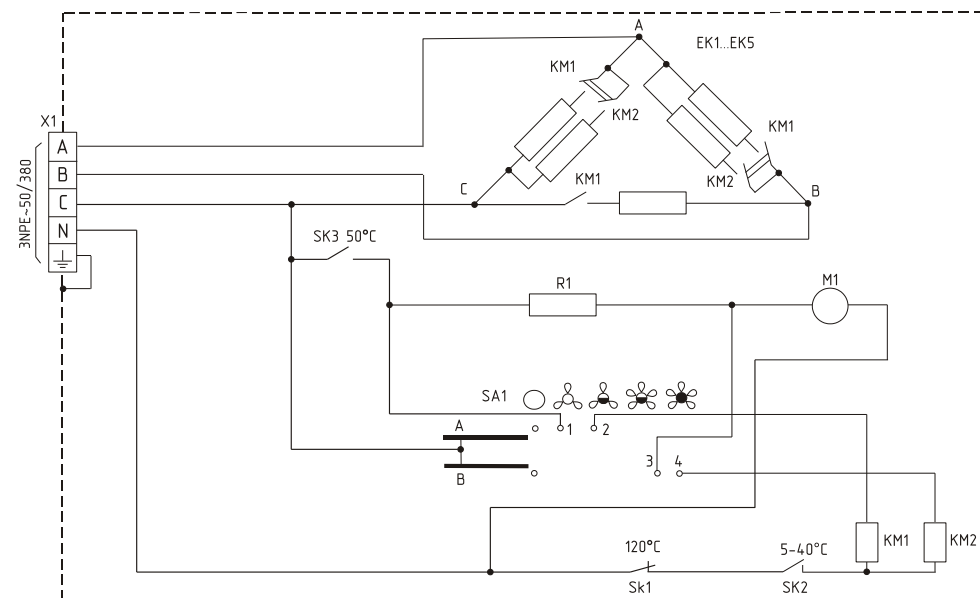 A
EK1...EK5
KM1
KM2
KM1
X1
A
B
C
N
3NPE~50/380
C
KM1
KM2
B
SK3 50°C
R1
M1
SA1
A
1
2
B
3
4
120°C
5-40°C
KM1
KM2
Sk1
SK2